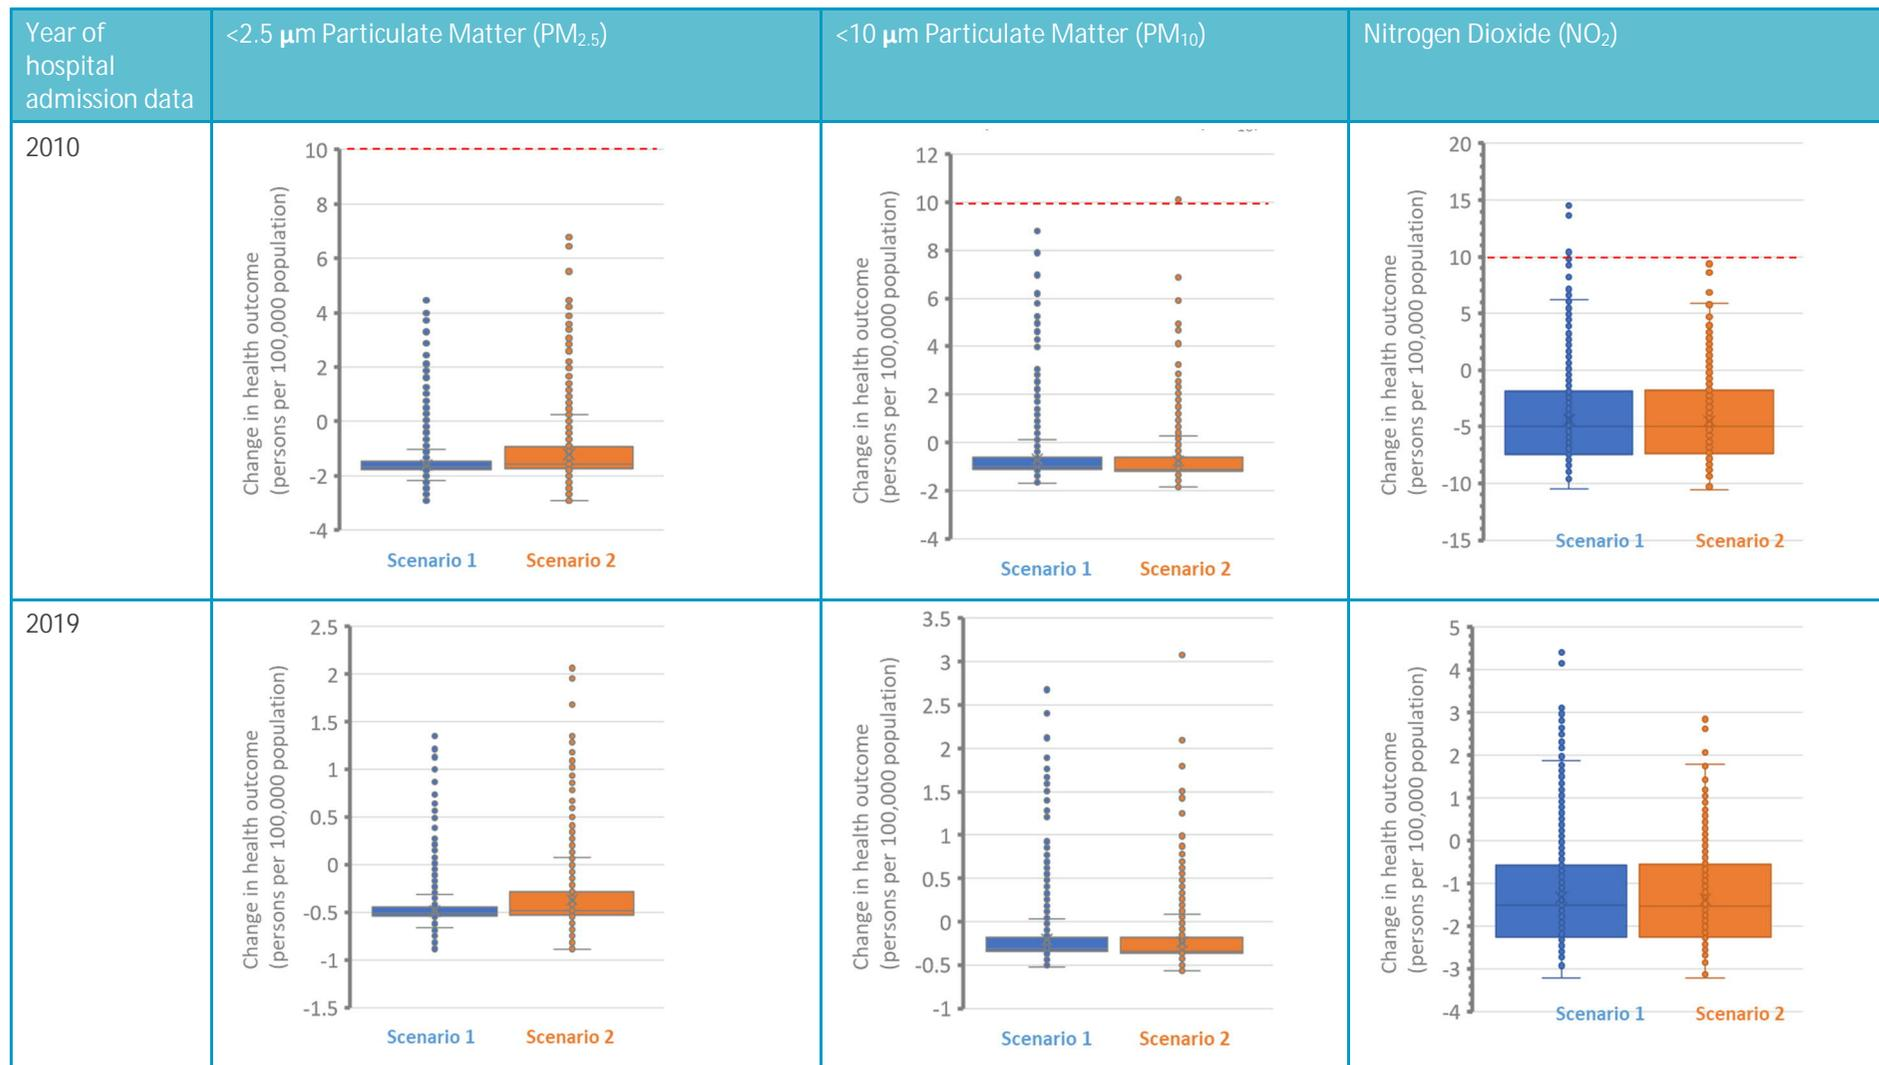 Year of
hospital
admission data
<2.5 μm Particulate Matter (PM2.5)
<10 μm Particulate Matter (PM10)
Nitrogen Dioxide (NO2)
2010
Change in health outcome
(persons per 100,000 population)
10
8
6
4
2
0
-2
-4
Scenario 1
Scenario 2
Change in health outcome
(persons per 100,000 population)
12
10
8
6
4
2
0
-2
-4
Scenario 1
Scenario 2
Change in health outcome
(persons per 100,000 population)
20
15
10
5
0
-5
-10
-15
Scenario 1
Scenario 2
2019
Change in health outcome
(persons per 100,000 population)
2.5
2
1.5
1
0.5
0
-0.5
-1
-1.5
Scenario 1
Scenario 2
Change in health outcome
(persons per 100,000 population)
3.5
3
2.5
2
1.5
1
0.5
0
-0.5
-1
Scenario 1
Scenario 2
Change in health outcome
(persons per 100,000 population)
5
4
3
2
1
0
-1
-2
-3
-4
Scenario 1
Scenario 2